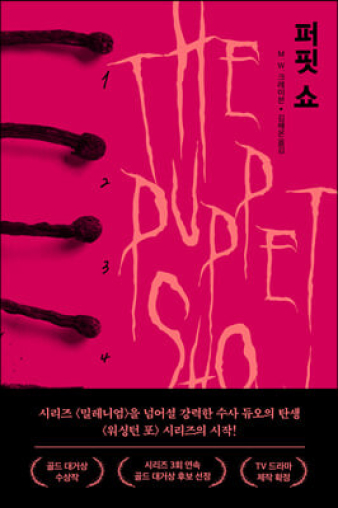 퍼핏 쇼
M. W. 크레이븐 • 김해온 옮김
THE
PUPPET
SHO
1
2
3
4
시리즈 〈밀레니엄〉을 넘어설 강력한 수사 듀오의 탄생
〈워싱턴 포〉 시리즈의 시작!
골드 대거상
수상작
시리즈 3회 연속
골드 대거상 후보 선정
TV 드라마
제작 확정